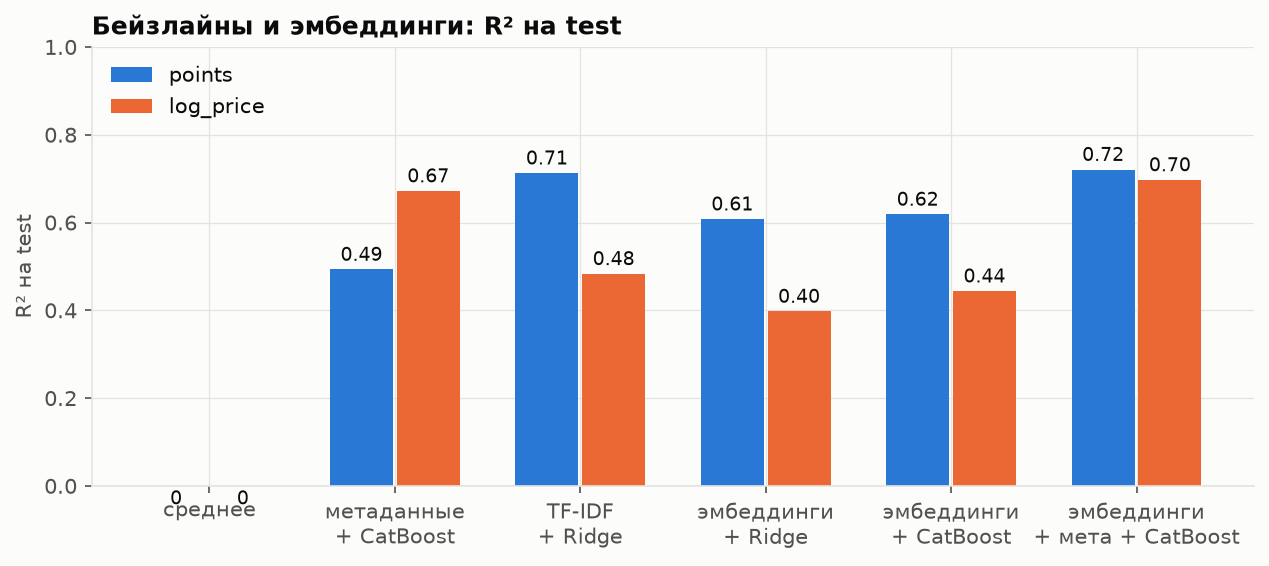 Бейзлайны и эмбеддинги: R² на test
points
log_price
R² на test
1.0
0.8
0.6
0.4
0.2
0.0
0 0
0.49 0.67
0.71 0.48
0.61 0.40
0.62 0.44
0.72 0.70
среднее
метаданные
+ CatBoost
TF-IDF
+ Ridge
эмбеддинги
+ Ridge
эмбеддинги
+ CatBoost
эмбеддинги
+ мета + CatBoost